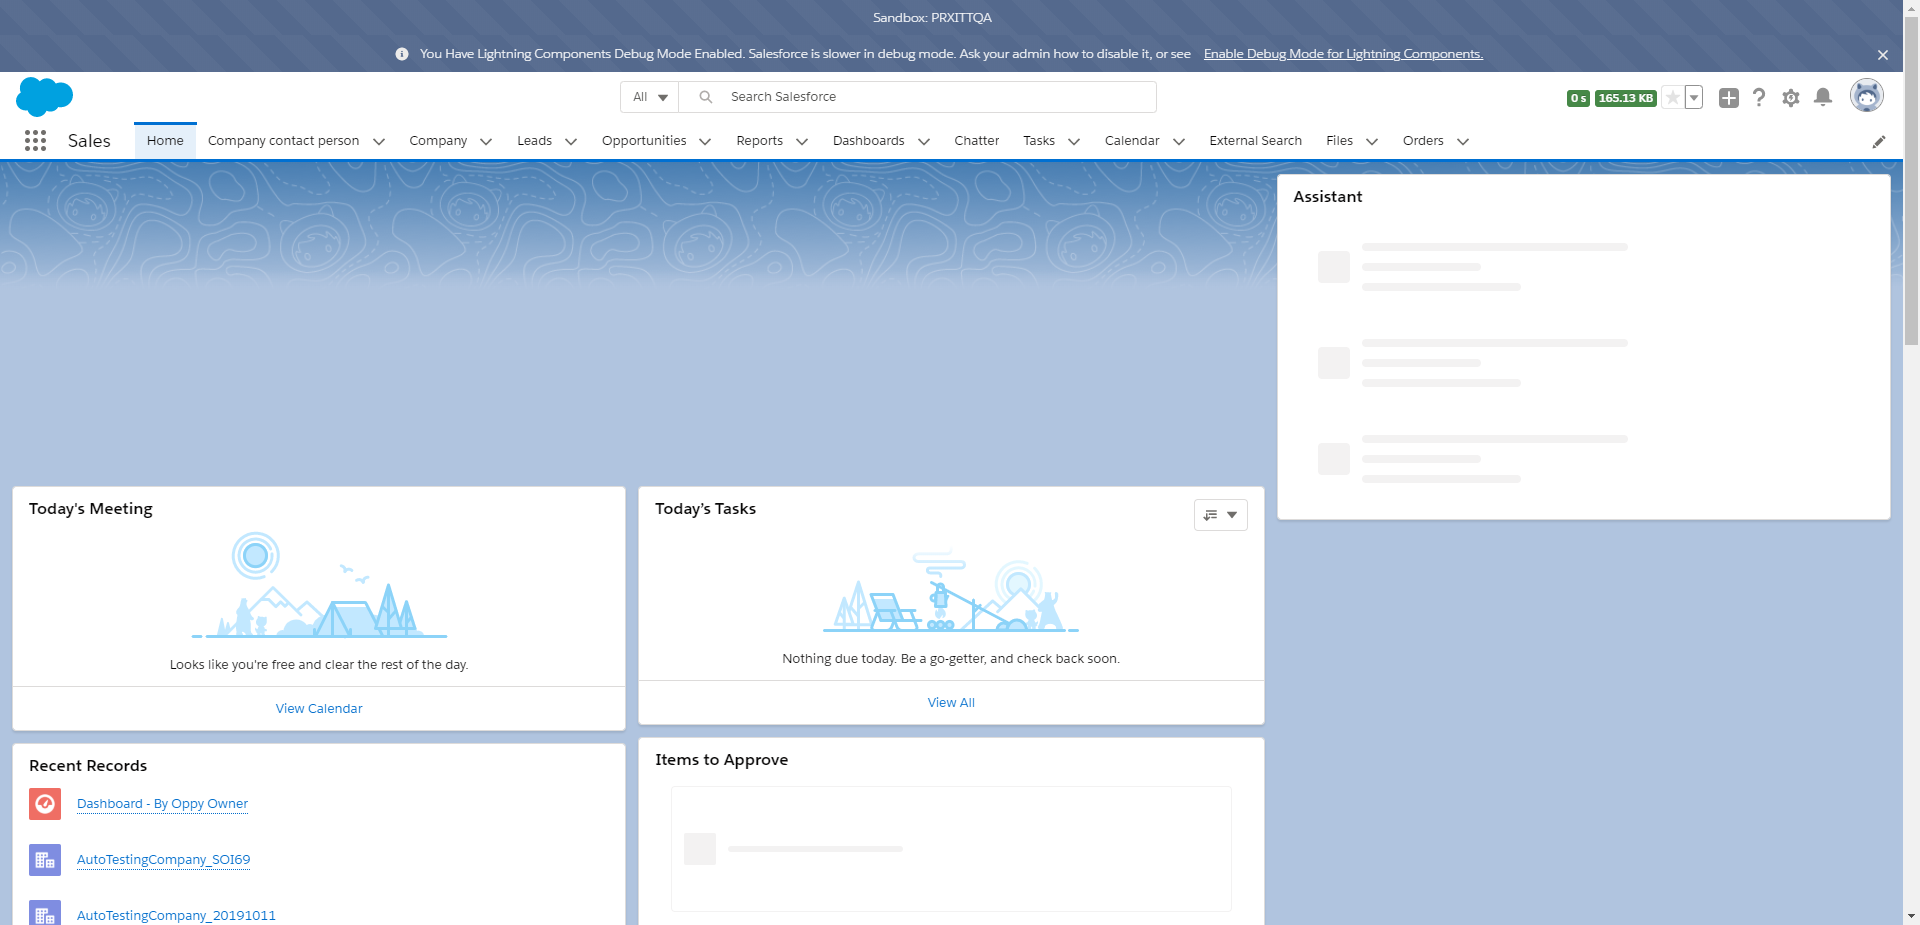 Sandbox: PRXITTQA
You Have Lightning Components Debug Mode Enabled. Salesforce is slower in debug mode. Ask your admin how to disable it, or see Enable Debug Mode for Lightning Components.
All
Search Salesforce
0 s
165.13 KB
Sales
Home
Company contact person
Company
Leads
Opportunities
Reports
Dashboards
Chatter
Tasks
Calendar
External Search
Files
Orders
Assistant
Today's Meeting
Looks like you're free and clear the rest of the day.
View Calendar
Today’s Tasks
Nothing due today. Be a go-getter, and check back soon.
View All
Recent Records
Dashboard - By Oppy Owner
AutoTestingCompany_SOI69
AutoTestingCompany_20191011
Items to Approve